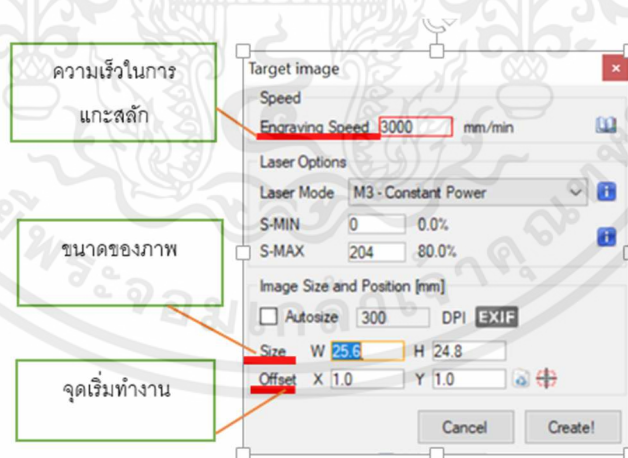 ความเร็วในการ
แกะสลัก
ขนาดของภาพ
จุดเริ่มทำงาน
Target image
Speed
Engraving Speed 3000 mm/min
Laser Options
Laser Mode M3 - Constant Power
S-MIN 0 0.0%
S-MAX 204 80.0%
Image Size and Position [mm]
Autosize 300 DPI EXIF
Size W 25.6 H 24.8
Offset X 1.0 Y 1.0
Cancel Create!